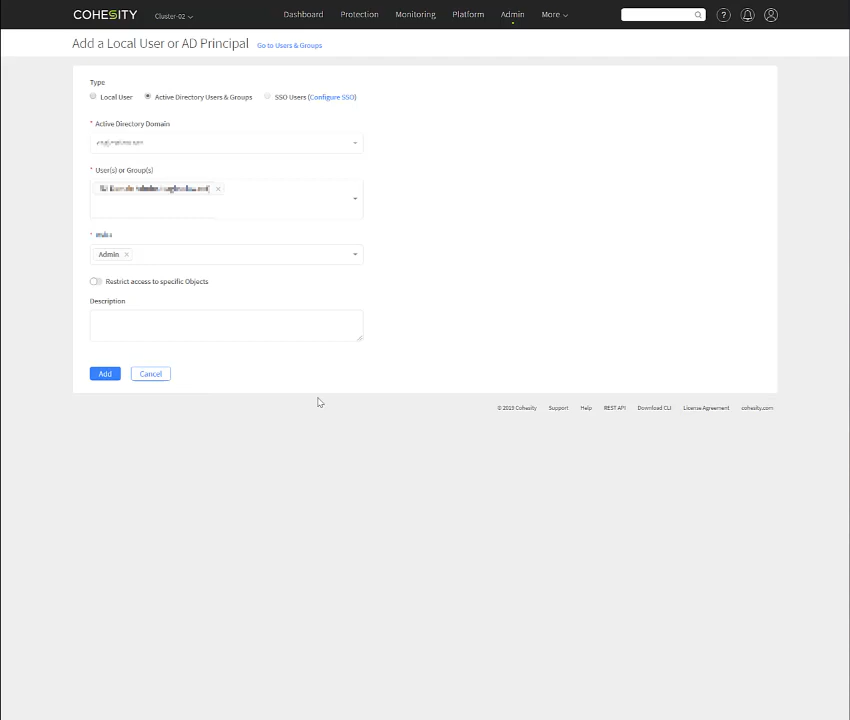 COHESITY Cluster-02 Dashboard Protection Monitoring Platform Admin More
Add a Local User or AD Principal Go to Users & Groups
Type
Local User Active Directory Users & Groups SSO Users (Configure SSO)
* Active Directory Domain
* User(s) or Group(s)
Admin
Restrict access to specific Objects
Description
Add Cancel
© 2019 Cohesity Support Help REST API Download CLI License Agreement cohesity.com